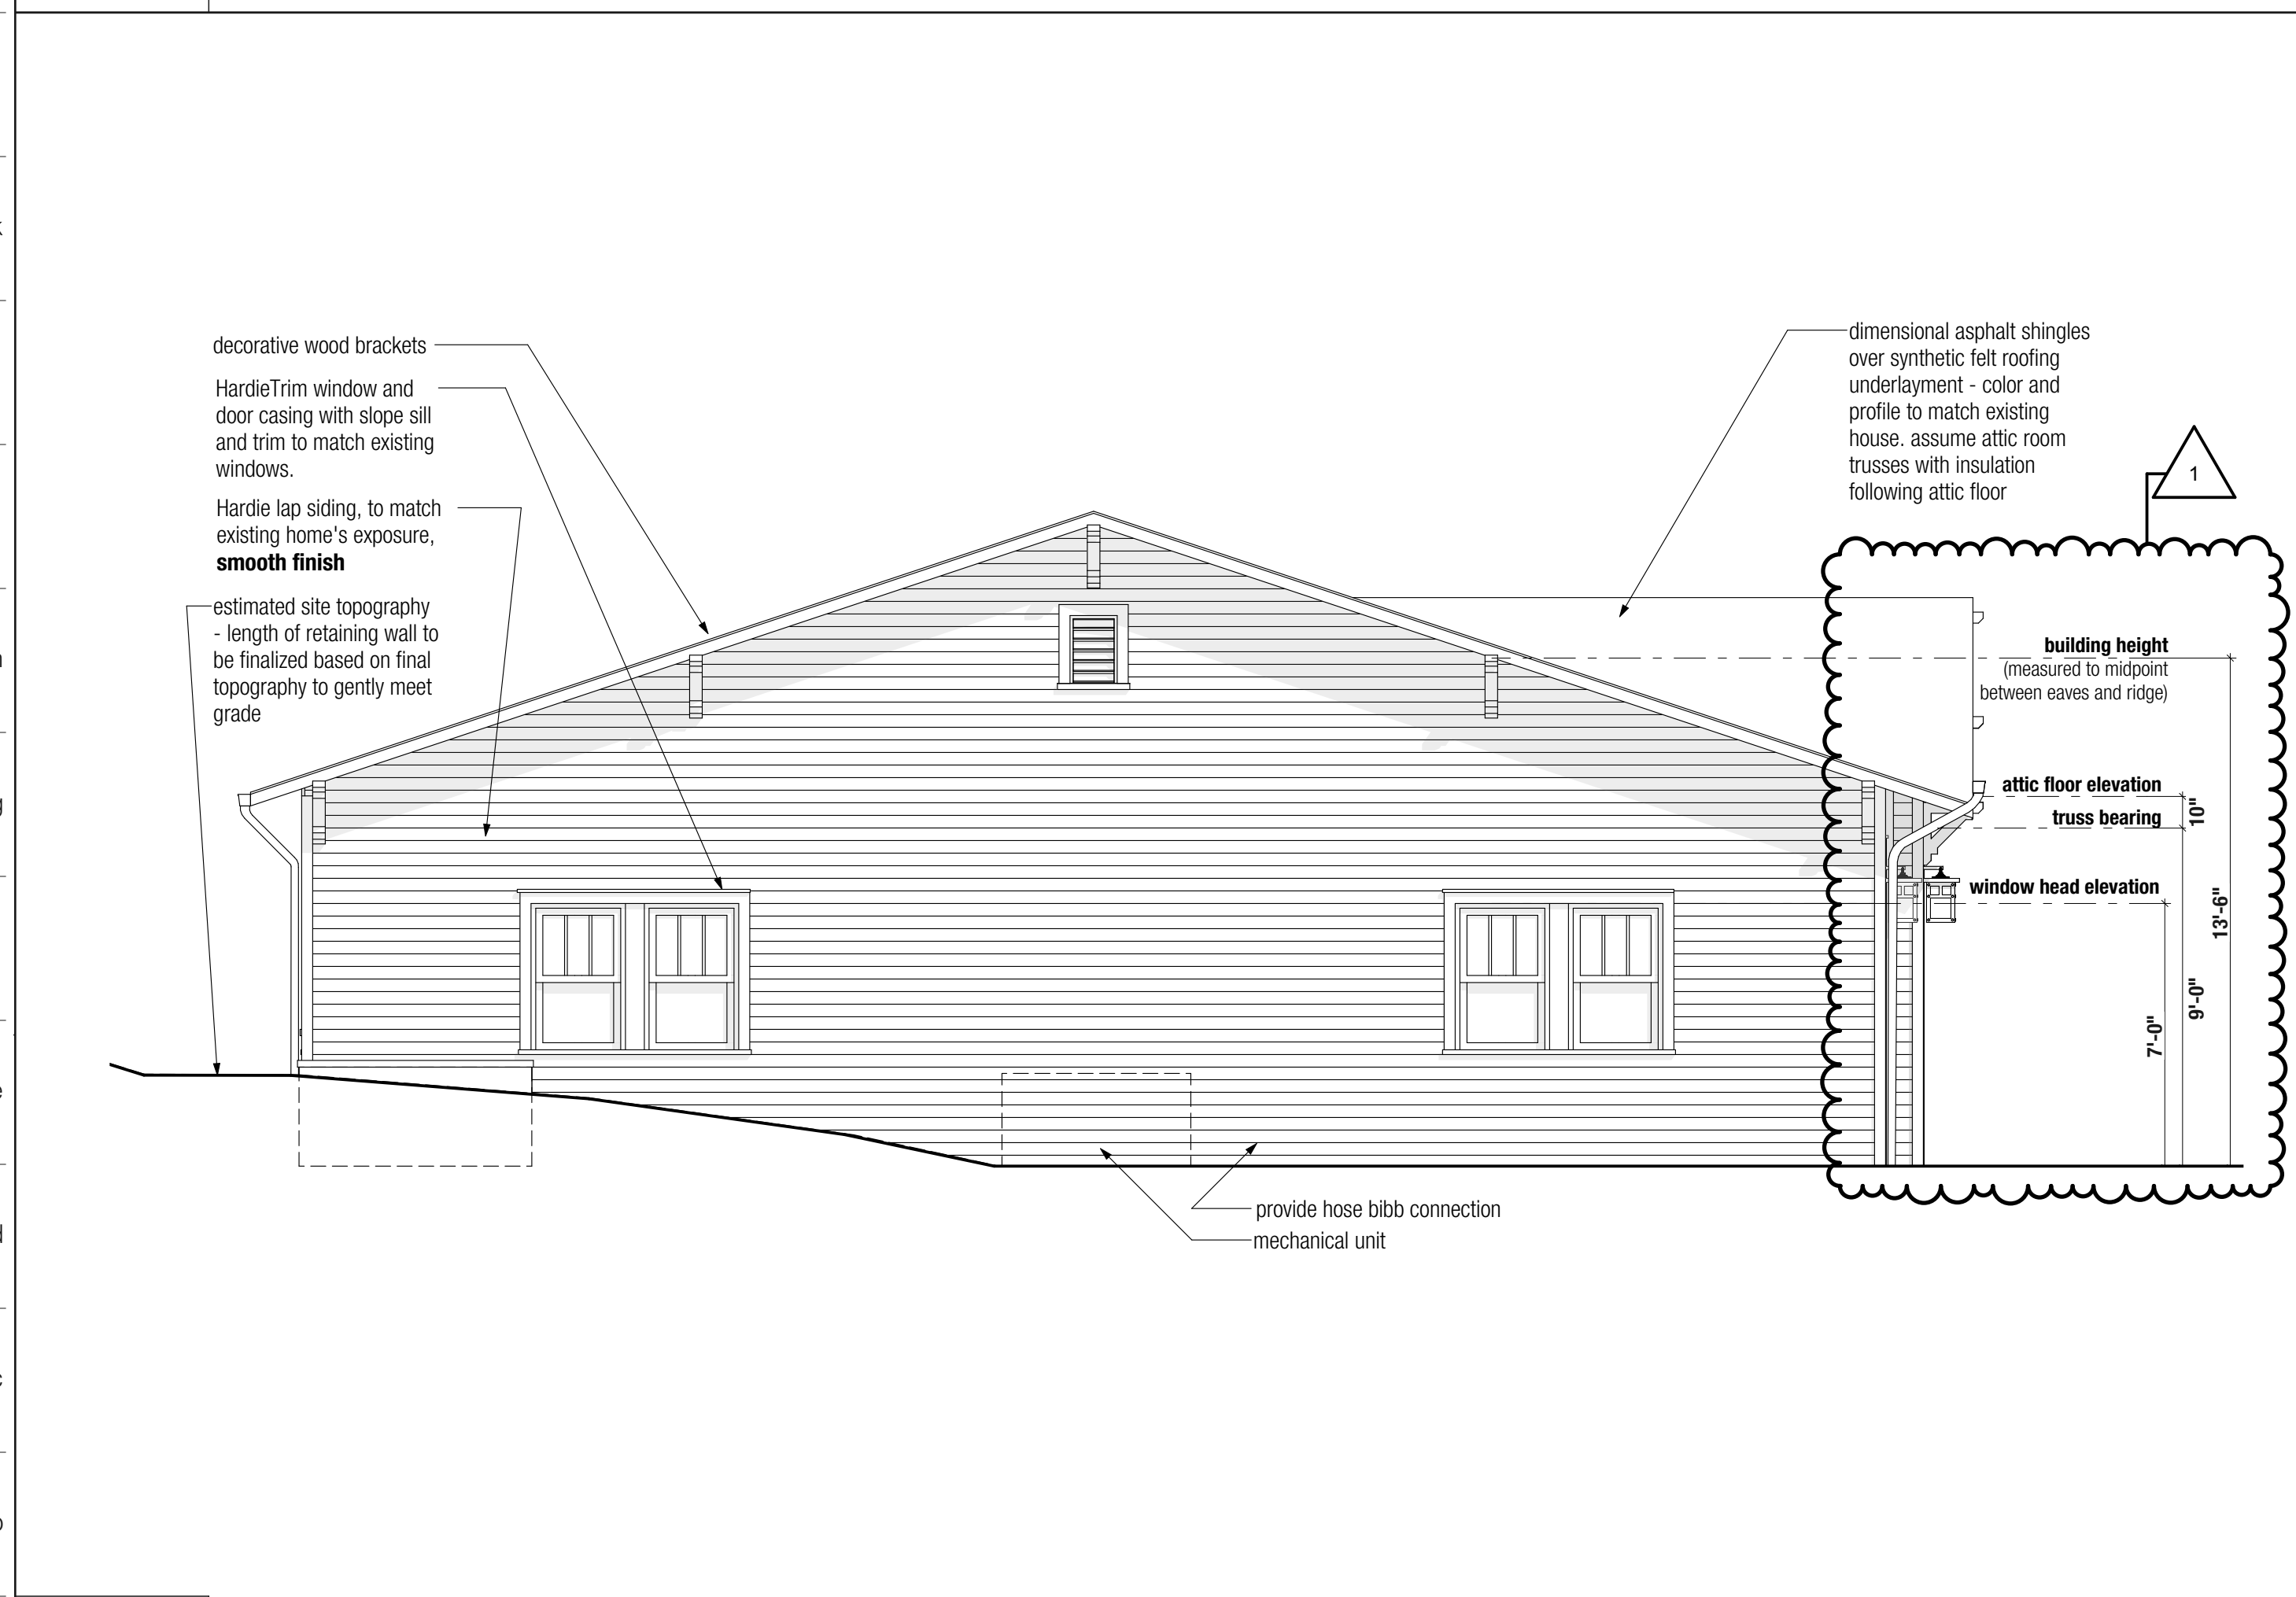 decorative wood brackets
HardieTrim window and
door casing with slope sill
and trim to match existing
windows.
Hardie lap siding, to match
existing home's exposure,
smooth finish
estimated site topography
- length of retaining wall to
be finalized based on final
topography to gently meet
grade
dimensional asphalt shingles
over synthetic felt roofing
underlayment - color and
profile to match existing
house. assume attic room
trusses with insulation
following attic floor
1
building height
(measured to midpoint
between eaves and ridge)
attic floor elevation
10"
truss bearing
window head elevation
13'-6"
9'-0"
7'-0"
provide hose bibb connection
mechanical unit